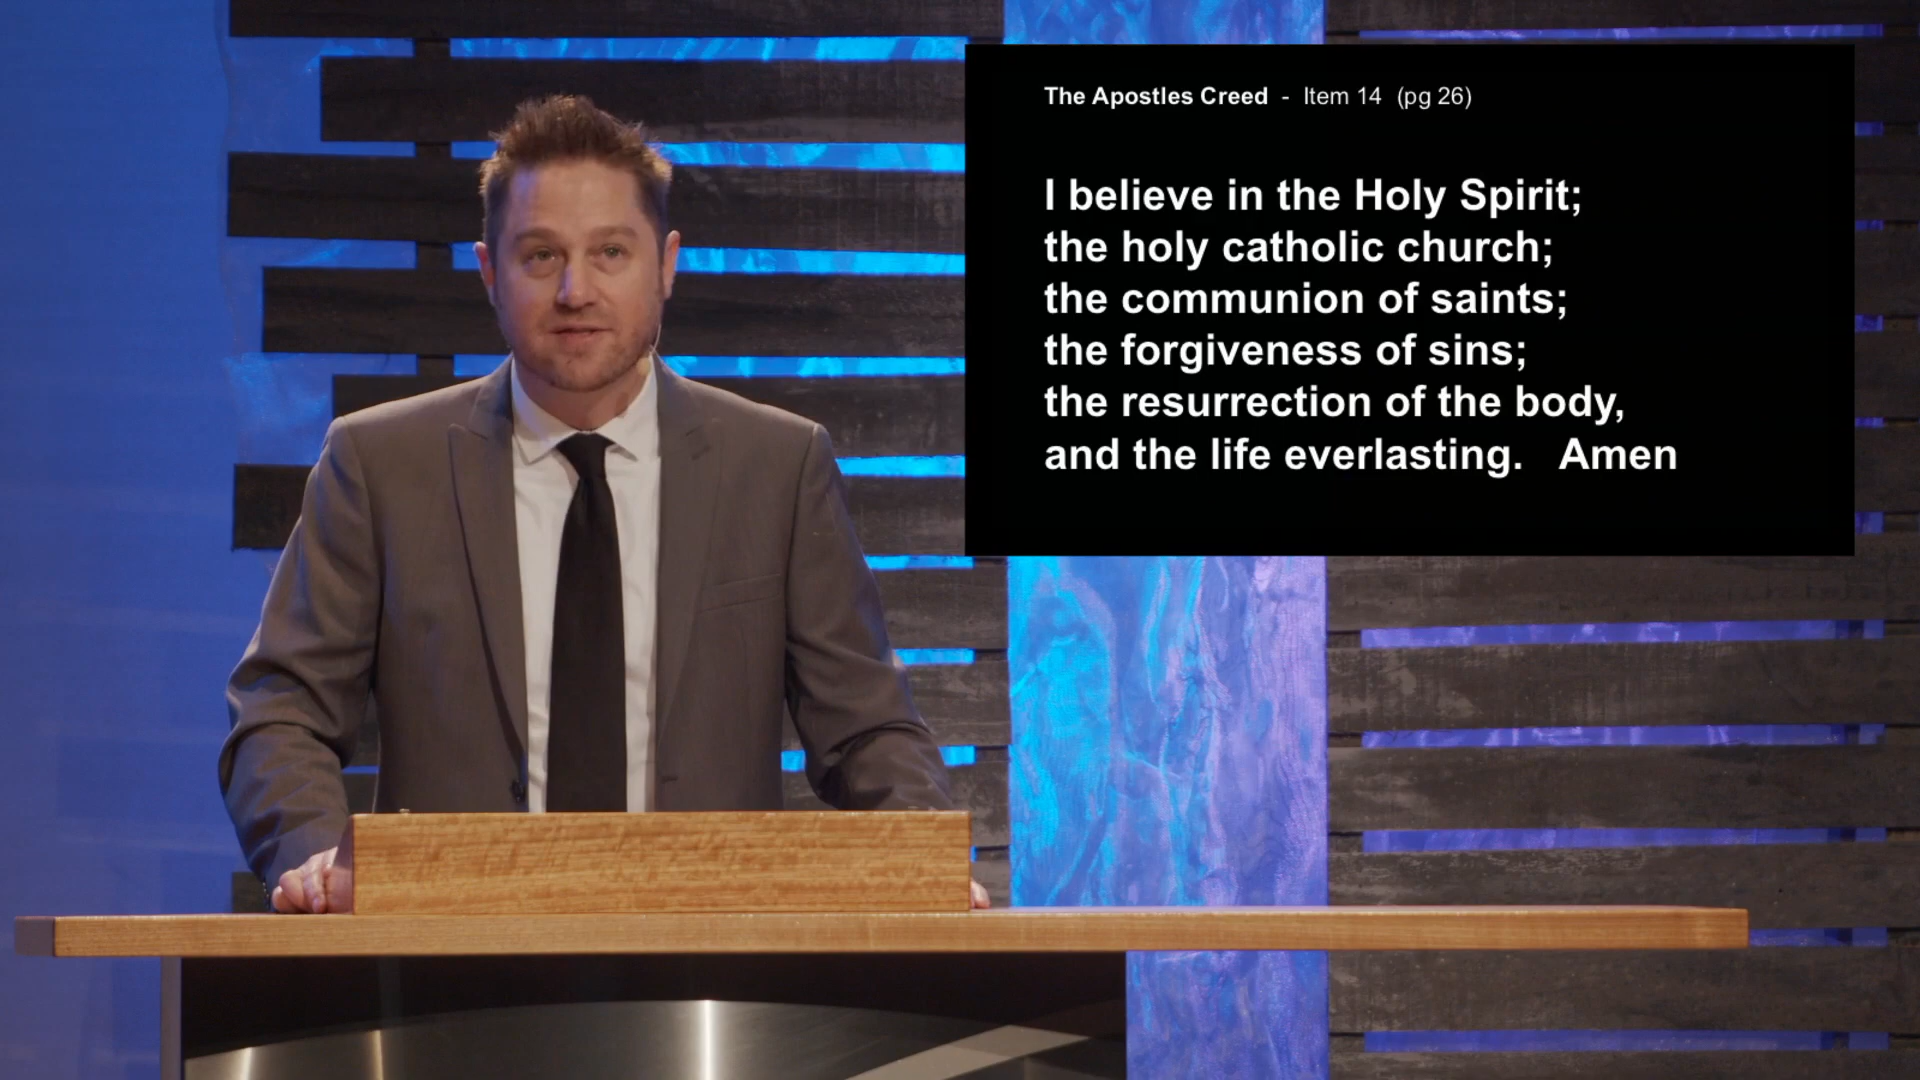 The Apostles Creed - Item 14 (pg 26)
I believe in the Holy Spirit;
the holy catholic church;
the communion of saints;
the forgiveness of sins;
the resurrection of the body,
and the life everlasting. Amen